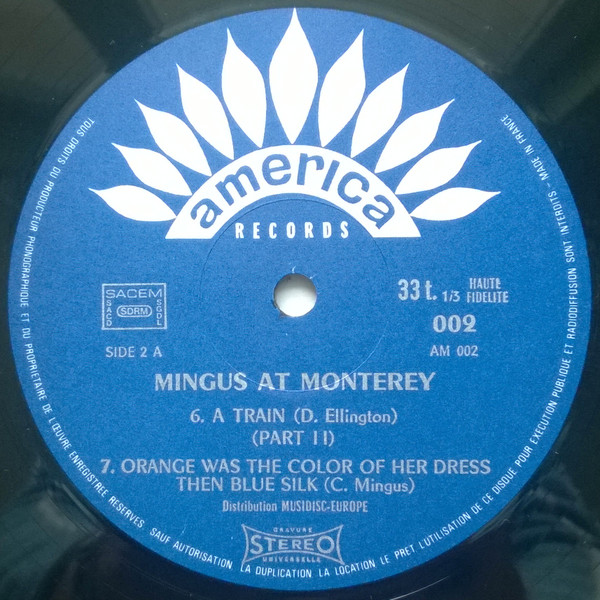 america
RECORDS
SACEM
SACD
SDRM
SGDL
33 t. 1/3 HAUTE FIDELITE
002
SIDE 2 A
AM 002
MINGUS AT MONTEREY
6. A TRAIN (D. Ellington)
(PART II)
7. ORANGE WAS THE COLOR OF HER DRESS
THEN BLUE SILK (C. Mingus)
Distribution MUSIDISC-EUROPE
GRAVURE
STEREO
UNIVERSELLE
TOUS DROITS DU PRODUCTEUR PHONOGRAPHIQUE ET DU PROPRIETAIRE DE L'ŒUVRE ENREGISTREE RESERVES SAUF AUTORISATION LA DUPLICATION LA LOCATION LE PRET L'UTILISATION DE CE DISQUE POUR EXECUTION PUBLIQUE ET RADIODIFFUSION SONT INTERDITS - MADE IN FRANCE